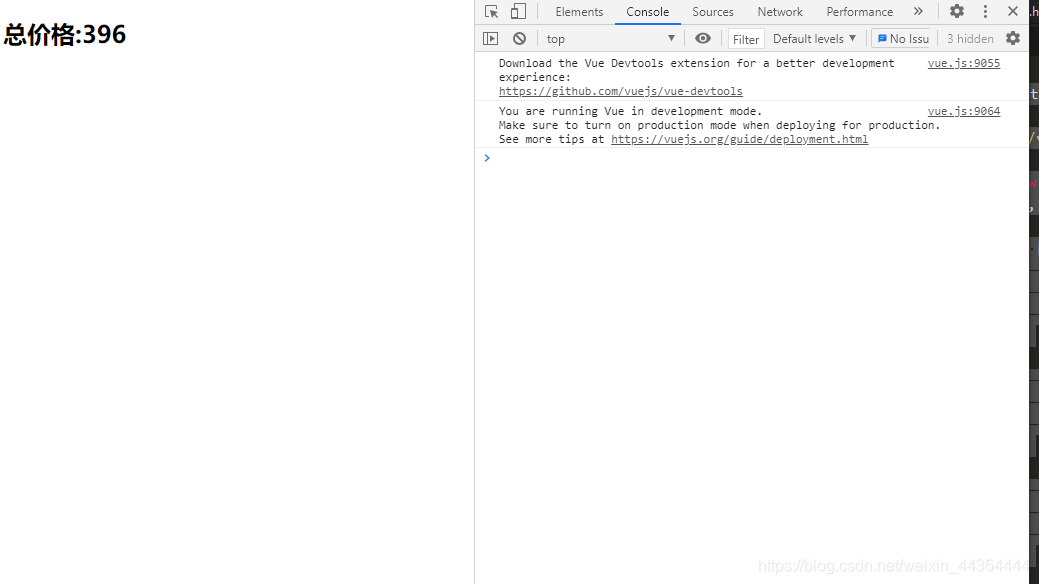 总价格:396
Elements Console Sources Network Performance
top Filter Default levels No Issu 3 hidden
Download the Vue Devtools extension for a better development vue.js:9055
experience:
https://github.com/vuejs/vue-devtools
You are running Vue in development mode. vue.js:9064
Make sure to turn on production mode when deploying for production.
See more tips at https://vuejs.org/guide/deployment.html
https://blog.csdn.net/weixin_44364444